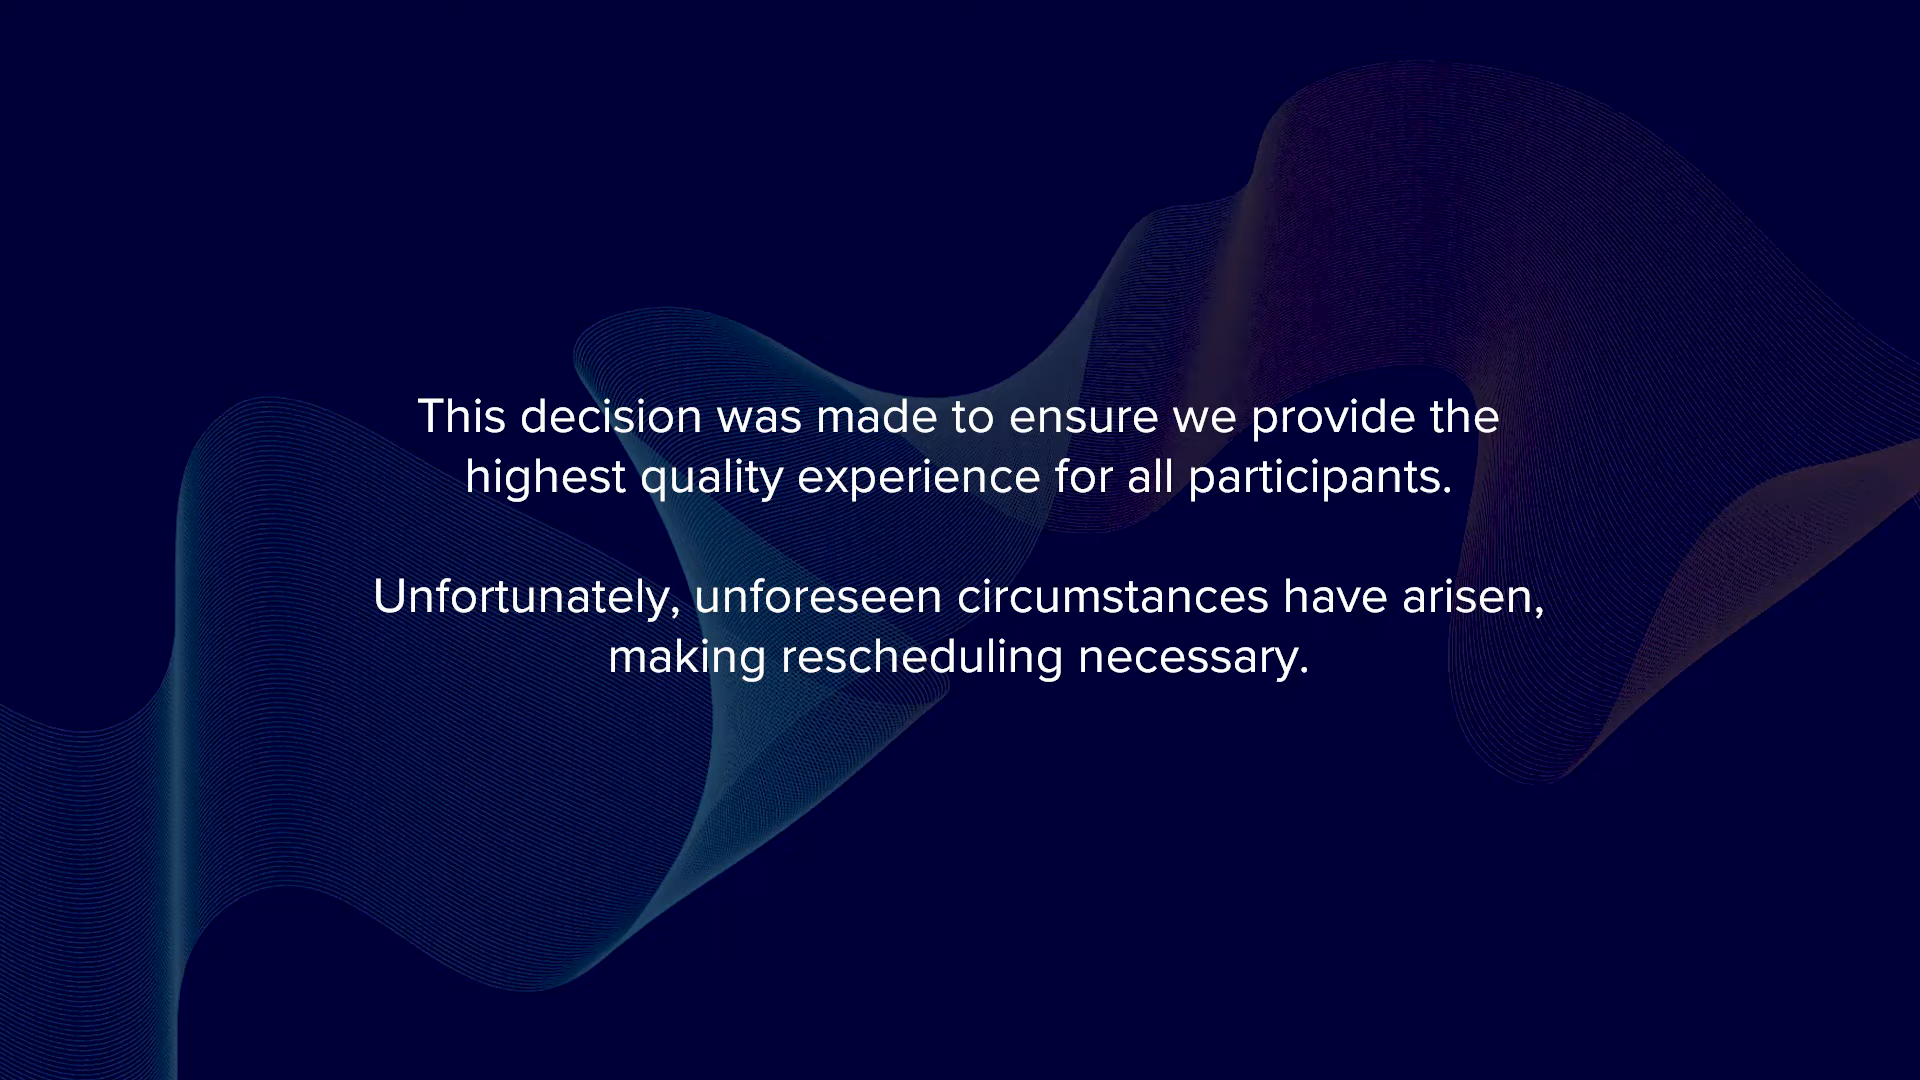 This decision was made to ensure we provide the
highest quality experience for all participants.
Unfortunately, unforeseen circumstances have arisen,
making rescheduling necessary.